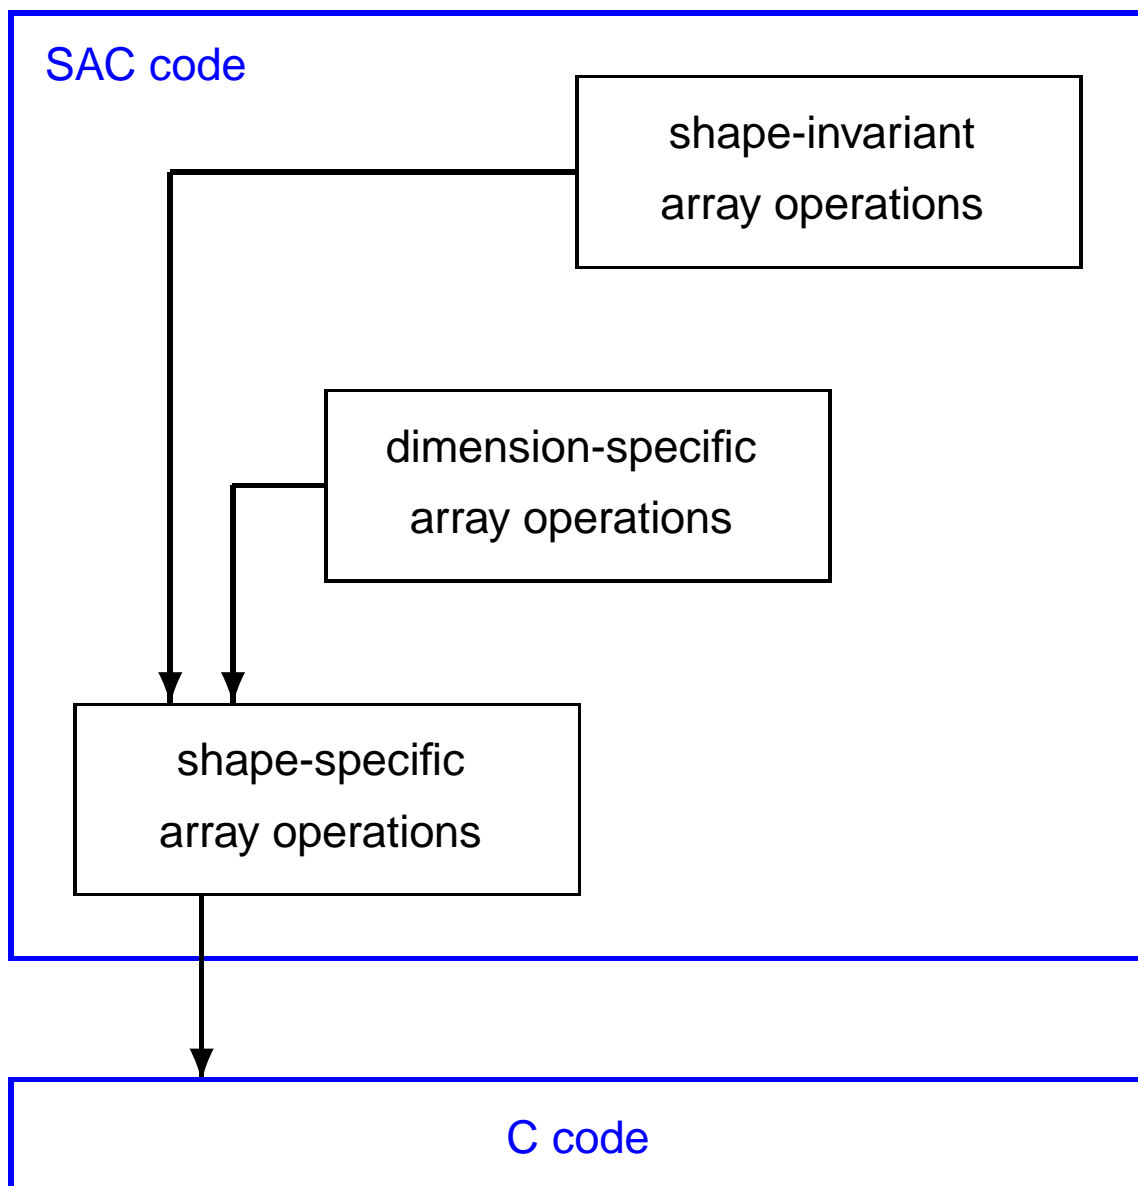 SAC code
shape-invariant
array operations
dimension-specific
array operations
shape-specific
array operations
C code